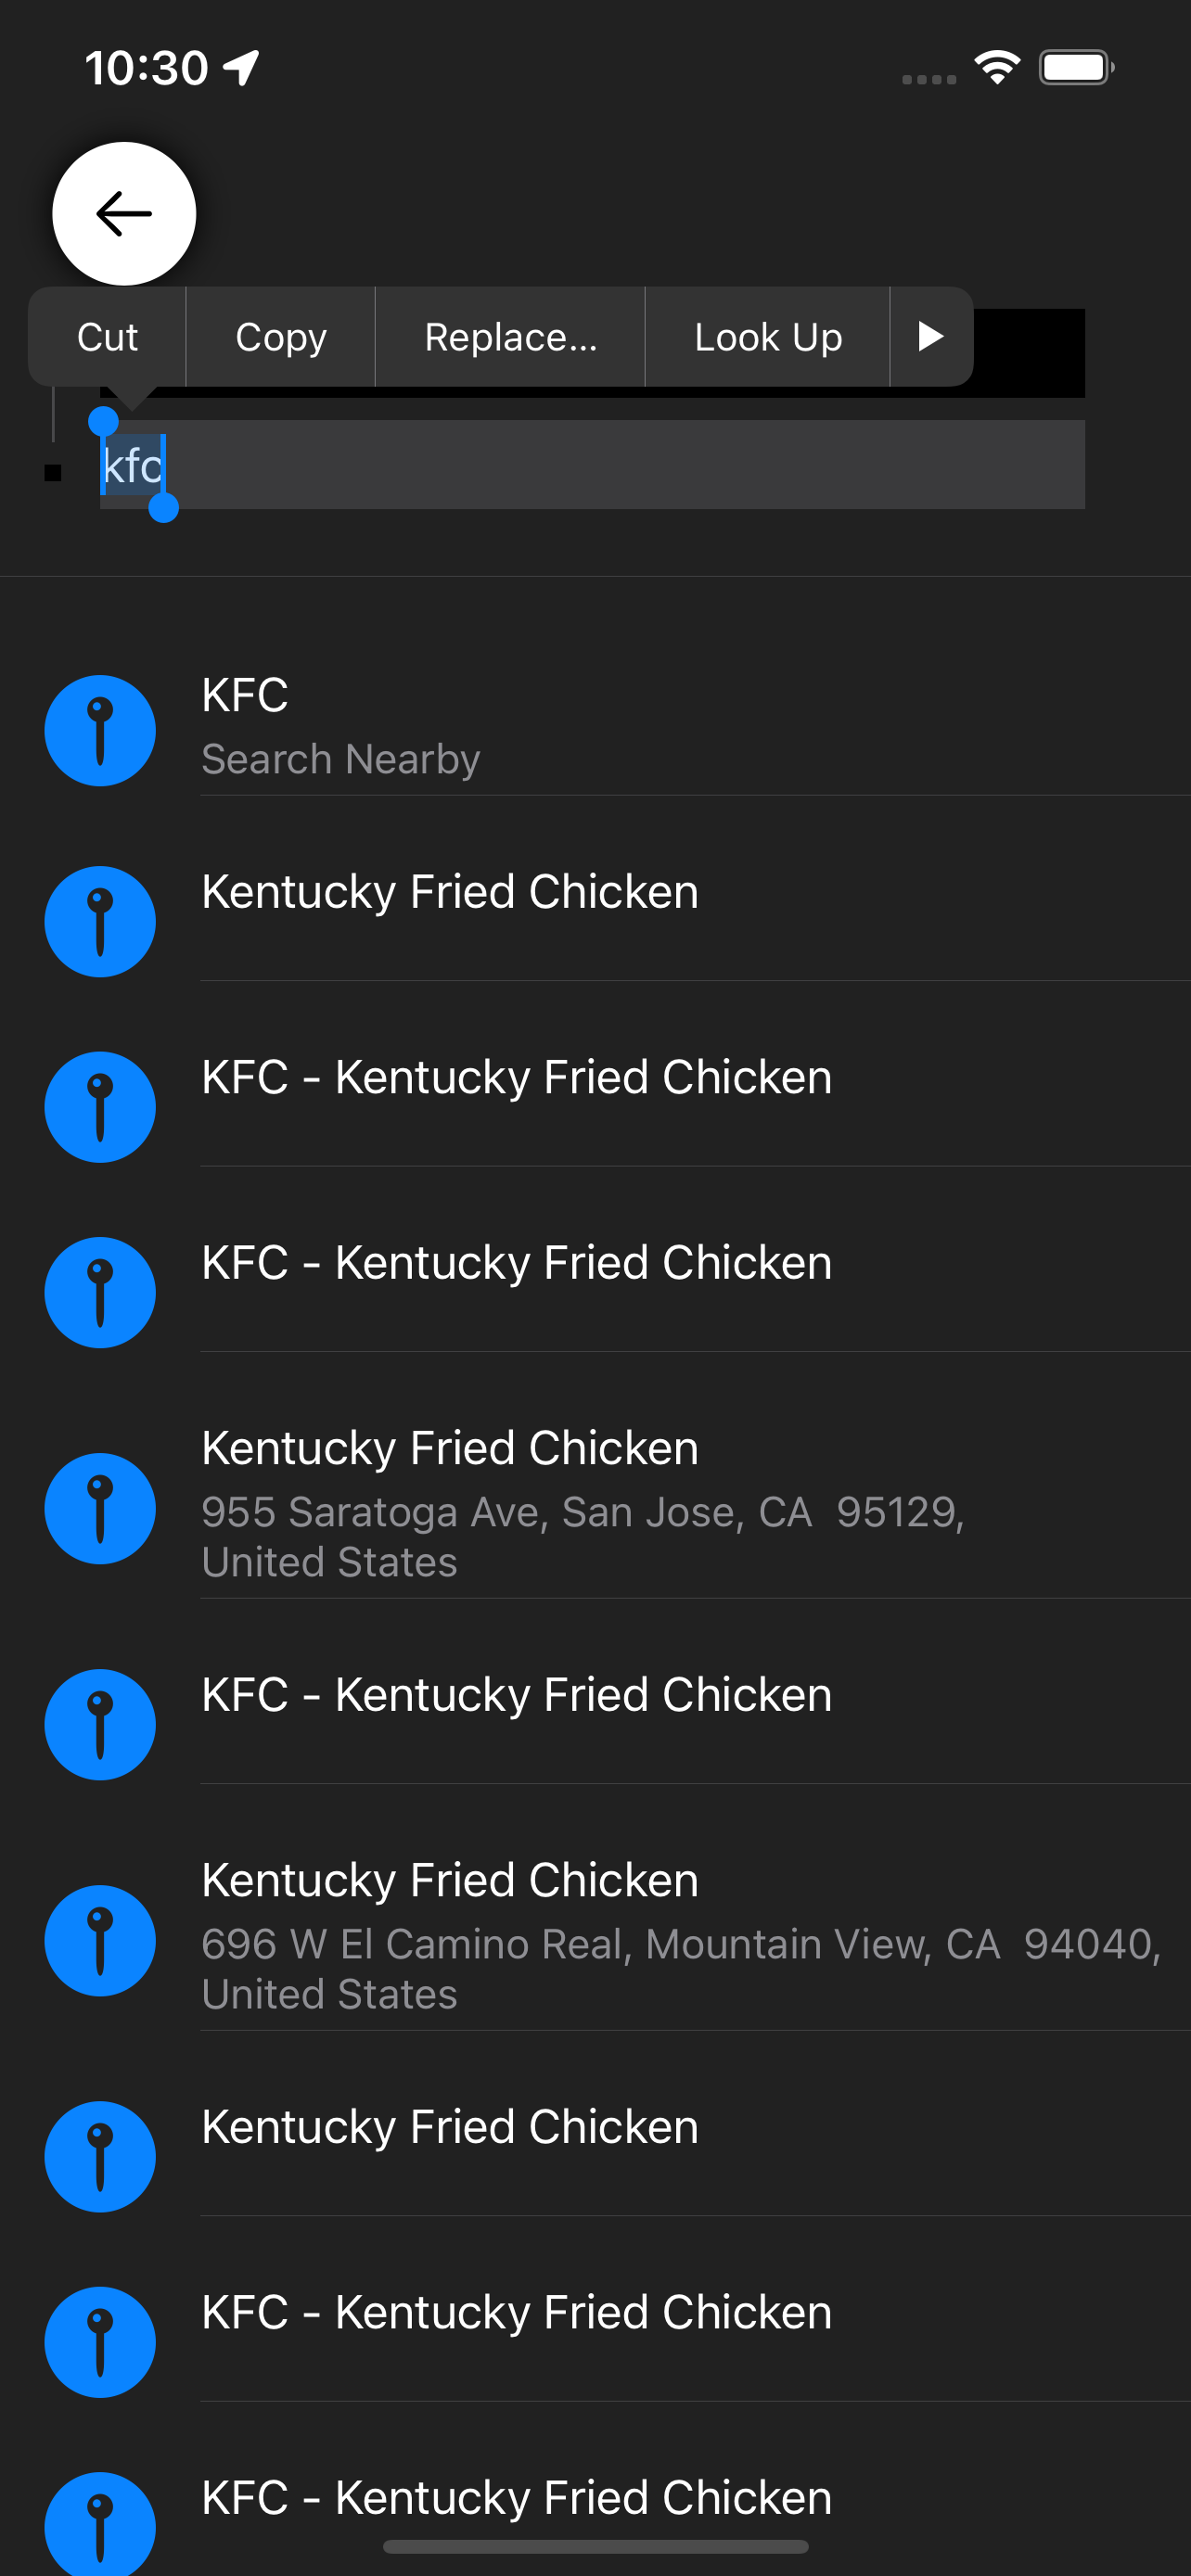 10:30
Cut Copy Replace... Look Up
kfc
KFC
Search Nearby
Kentucky Fried Chicken
KFC - Kentucky Fried Chicken
KFC - Kentucky Fried Chicken
Kentucky Fried Chicken
955 Saratoga Ave, San Jose, CA  95129,
United States
KFC - Kentucky Fried Chicken
Kentucky Fried Chicken
696 W El Camino Real, Mountain View, CA  94040,
United States
Kentucky Fried Chicken
KFC - Kentucky Fried Chicken
KFC - Kentucky Fried Chicken